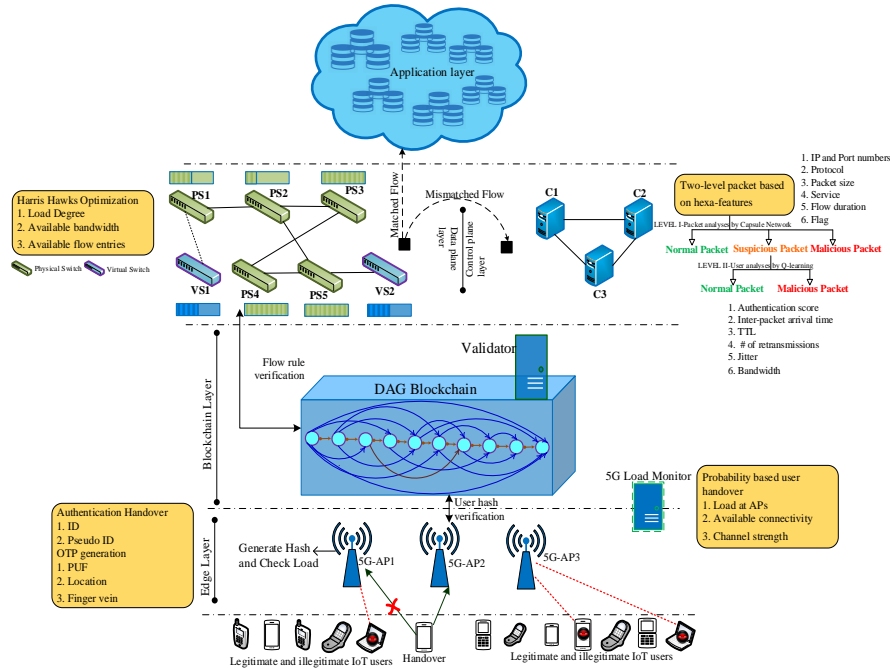 Application layer
PS1
PS2
PS3
Matched Flow
Mismatched Flow
Data plane
layer
Control plane
layer
C1
C2
C3
Harris Hawks Optimization
1. Load Degree
2. Available bandwidth
3. Available flow entries
Physical Switch
Virtual Switch
VS1
PS4
PS5
VS2
Two-level packet based
on hexa-features
1. IP and Port numbers
2. Protocol
3. Packet size
4. Service
5. Flow duration
6. Flag
LEVEL I-Packet analyses by Capsule Network
Normal Packet
Suspicious Packet
Malicious Packet
LEVEL II-User analyses by Q-learning
Normal Packet
Malicious Packet
1. Authentication score
2. Inter-packet arrival time
3. TTL
4. # of retransmissions
5. Jitter
6. Bandwidth
Blockchain Layer
Flow rule
verification
Validator
DAG Blockchain
User hash
verification
5G Load Monitor
Probability based user
handover
1. Load at APs
2. Available connectivity
3. Channel strength
Authentication Handover
1. ID
2. Pseudo ID
OTP generation
1. PUF
2. Location
3. Finger vein
Edge Layer
Generate Hash
and Check Load
5G-AP1
5G-AP2
5G-AP3
Legitimate and illegitimate IoT users
Handover
Legitimate and illegitimate IoT users